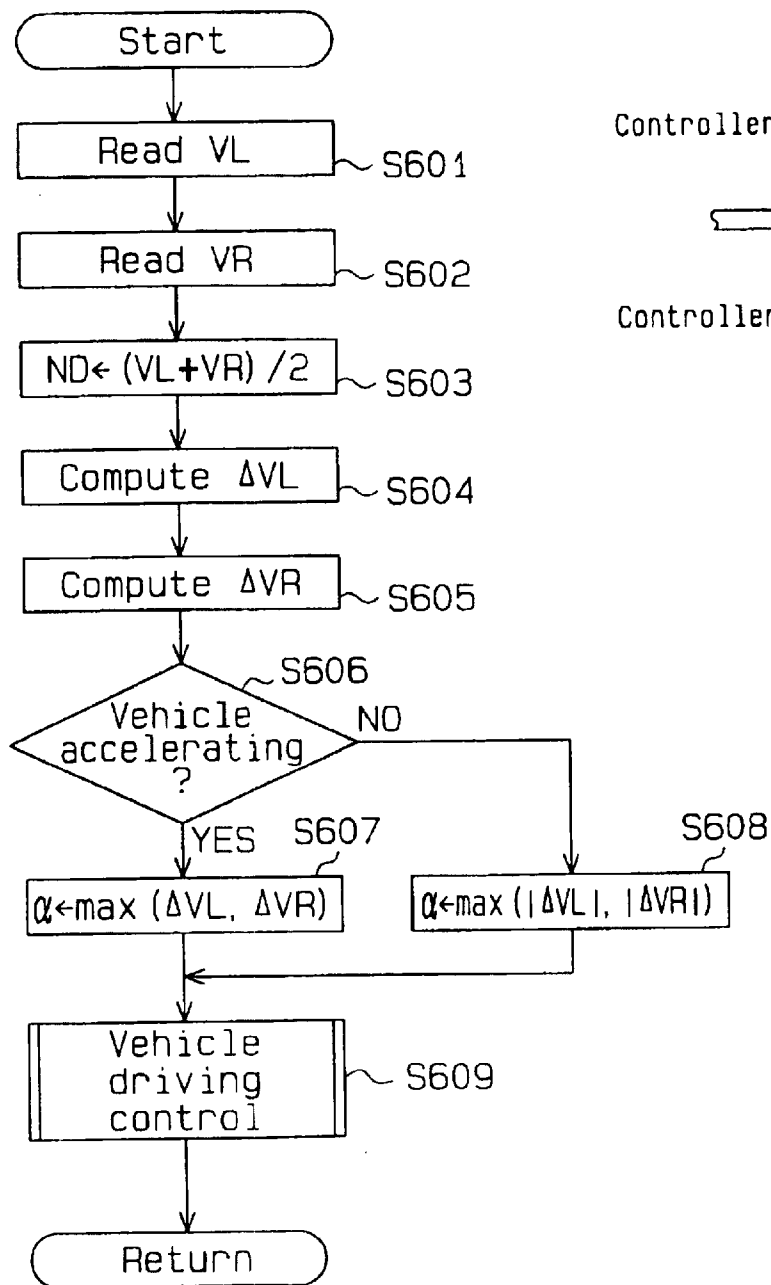 Start
Read VL
S601
Read VR
S602
ND←(VL+VR)/2
S603
Compute ΔVL
S604
Compute ΔVR
S605
S606
Vehicle
accelerating
?
NO
YES
S607
α←max(ΔVL, ΔVR)
S608
α←max(|ΔVL|, |ΔVR|)
Vehicle
driving
control
S609
Return
Controller
Controller